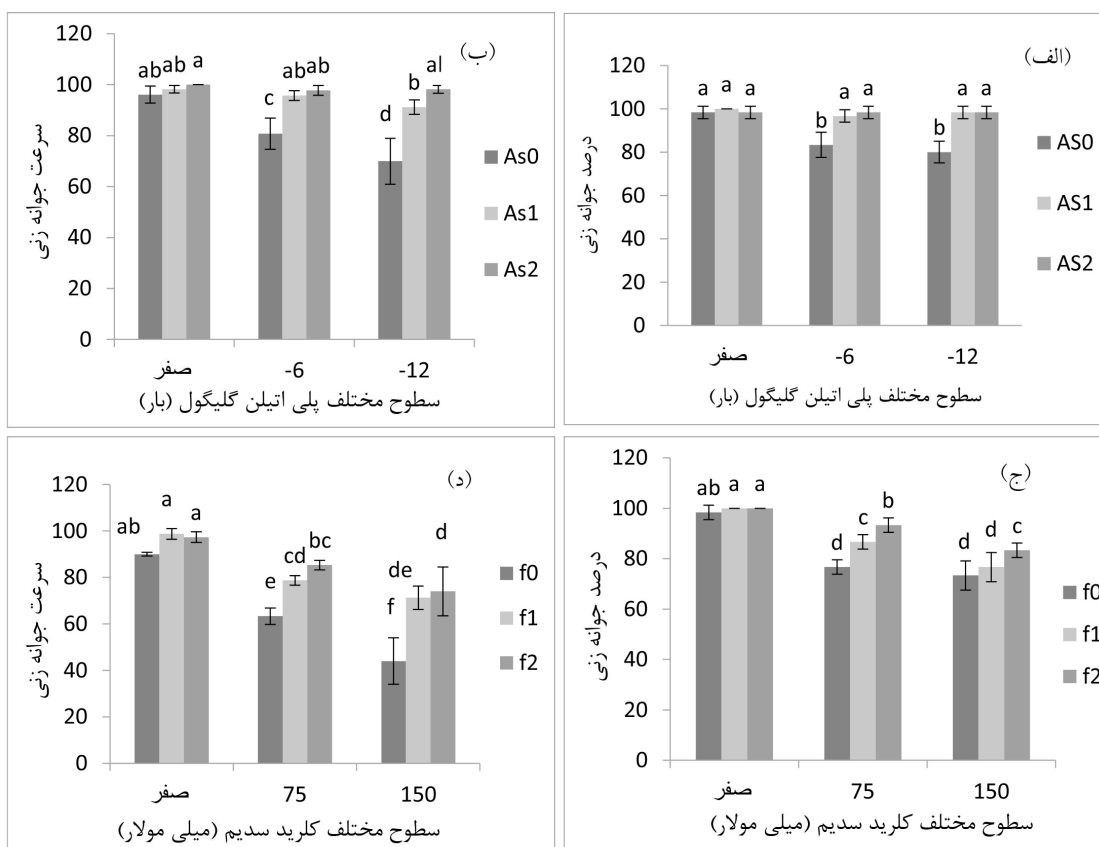 (الف)
درصد جوانه زنی
120
100
80
60
40
20
0
a a a
b a a
b a a
AS0
AS1
AS2
صفر -6 -12
سطوح مختلف پلی اتیلن گلیگول (بار)
(ب)
سرعت جوانه زنی
120
100
80
60
40
20
0
ab ab a
c ab ab
d b al
As0
As1
As2
صفر -6 -12
سطوح مختلف پلی اتیلن گلیگول (بار)
(ج)
درصد جوانه زنی
120
100
80
60
40
20
0
ab a a
d c b
d d c
f0
f1
f2
صفر 75 150
سطوح مختلف کلرید سدیم (میلی مولار)
(د)
سرعت جوانه زنی
120
100
80
60
40
20
0
ab a a
e cd bc
f de d
f0
f1
f2
صفر 75 150
سطوح مختلف کلرید سدیم (میلی مولار)